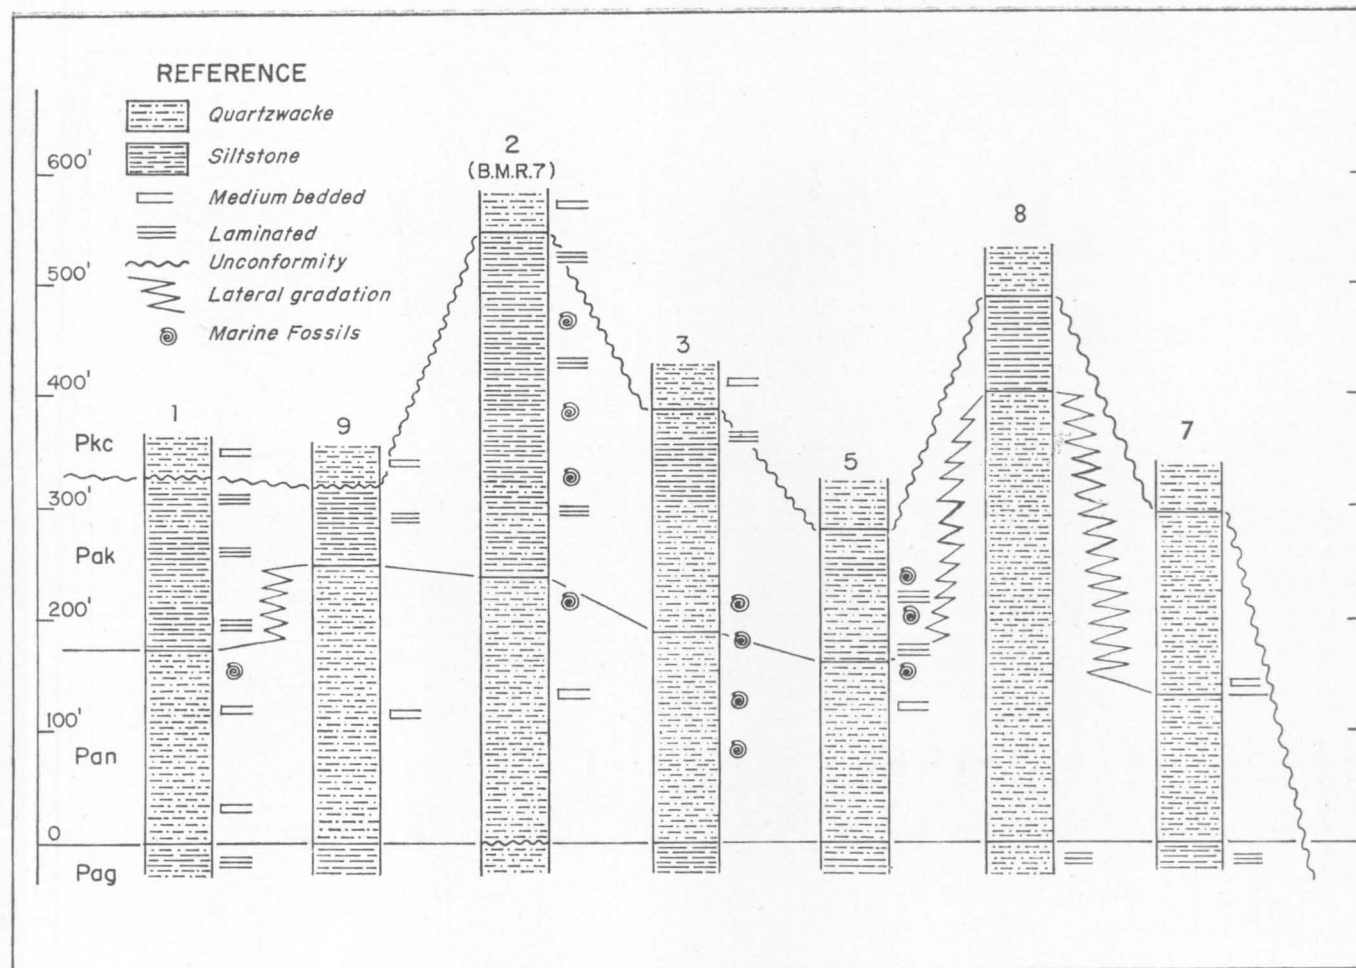 REFERENCE
Quartzwacke
Siltstone
Medium bedded
Laminated
Unconformity
Lateral gradation
Marine Fossils
600'
500'
400'
300'
200'
100'
0
Pkc
Pak
Pan
Pag
1
9
2
(B.M.R.7)
3
5
8
7